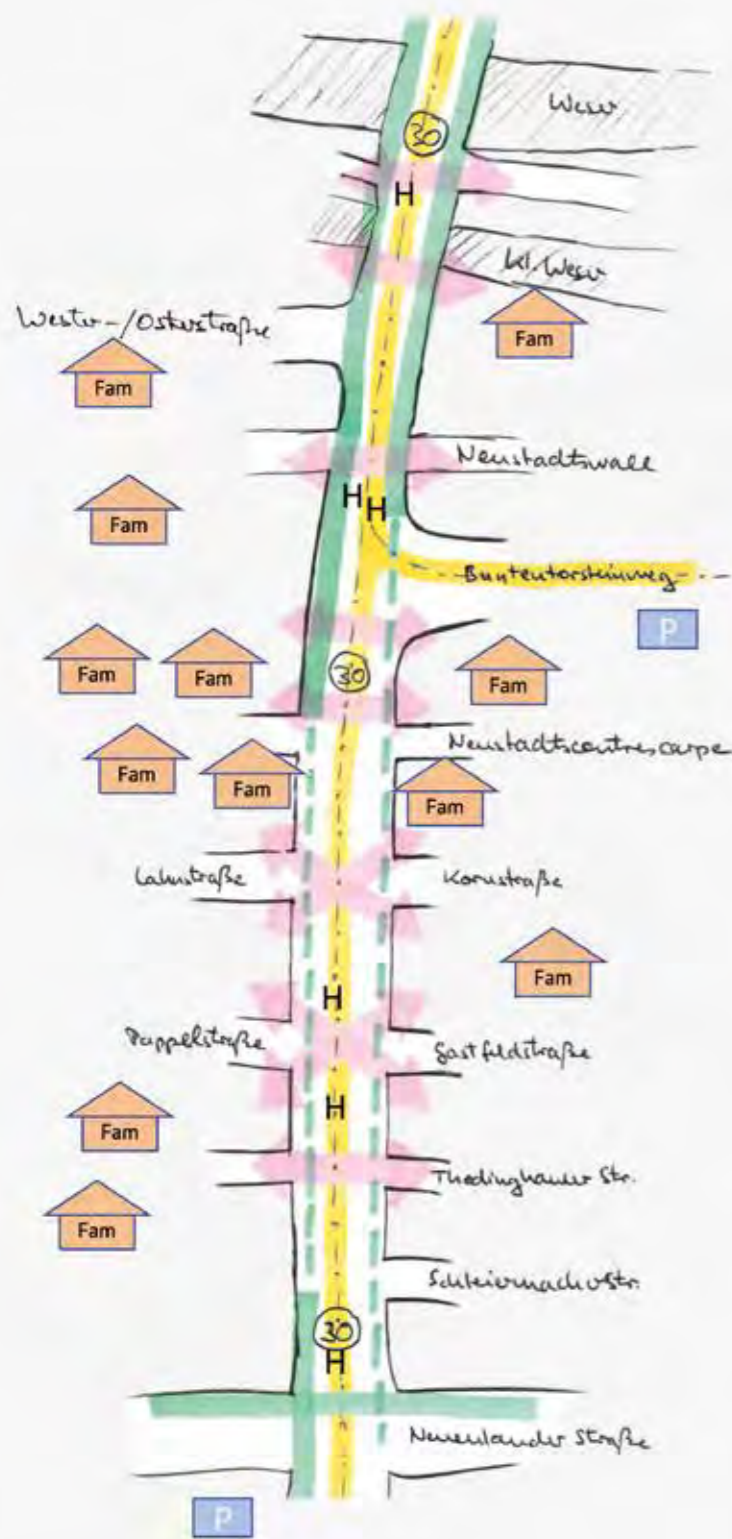 Weser
30
H
Kl. Weser
Wester-/Osterstraße
Fam
Fam
Neustadtswall
H
H
Fam
Buntentorsteinweg
P
Fam
Fam
Fam
30
Neustadtscontrescarpe
Fam
Fam
Fam
Lahnstraße
Kornstraße
Fam
H
Pappelstraße
Gastfeldstraße
H
Fam
Thedinghauser Str.
Fam
Schleiermacherstr.
30
H
Neuenlander Straße
P